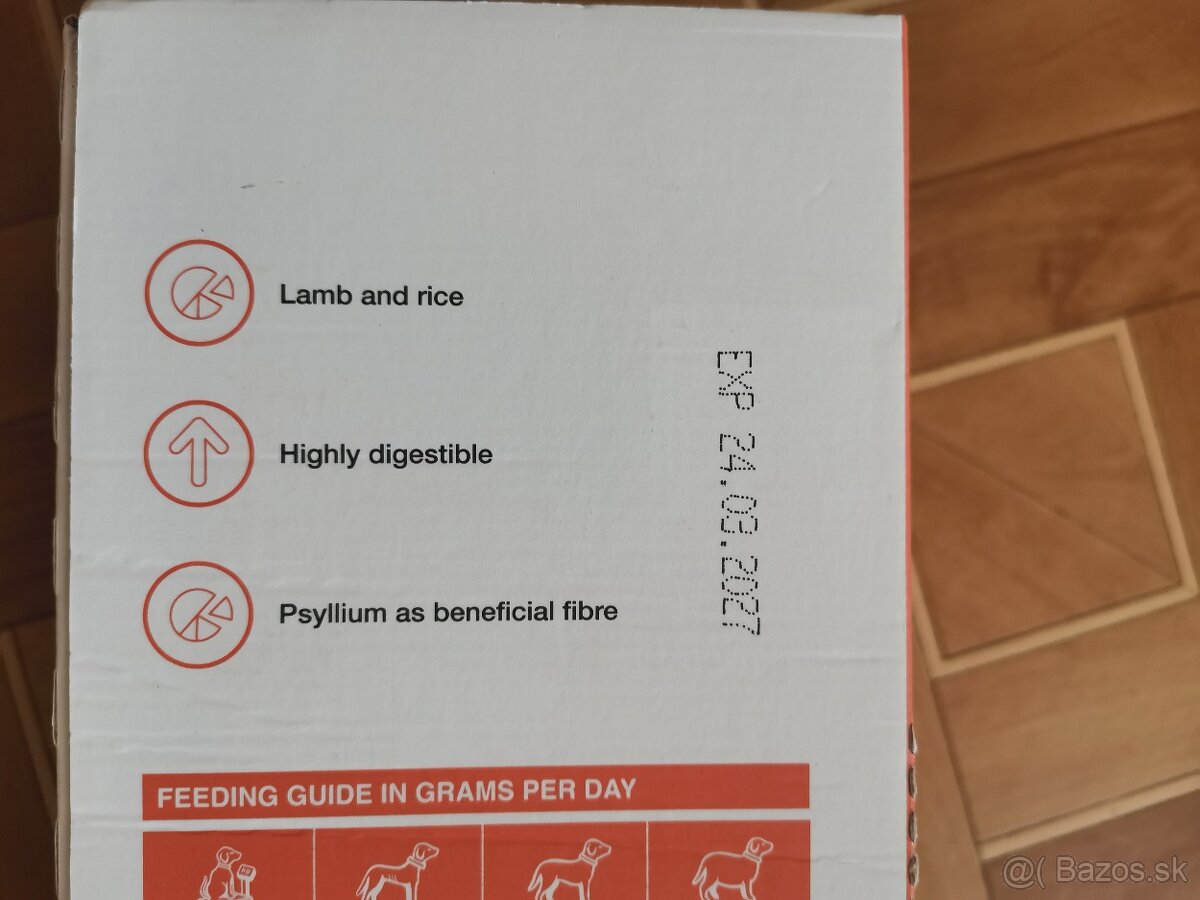 Lamb and rice
Highly digestible
Psyllium as beneficial fibre
EXP 24.09.2027
FEEDING GUIDE IN GRAMS PER DAY
@( Bazos.sk